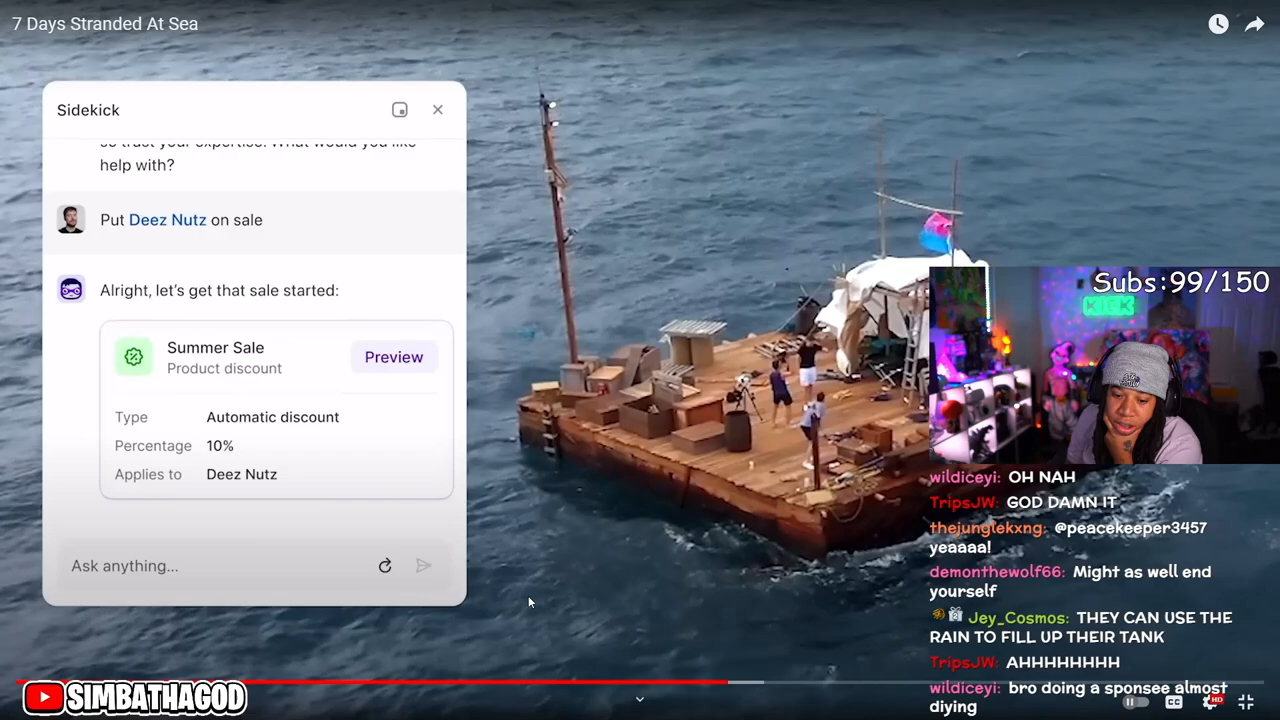 7 Days Stranded At Sea
Sidekick
help with?
Put Deez Nutz on sale
Alright, let's get that sale started:
Summer Sale
Product discount
Preview
Type Automatic discount
Percentage 10%
Applies to Deez Nutz
Ask anything...
Subs:99/150
KICK
wildiceyi: OH NAH
TripsJW: GOD DAMN IT
thejunglekxng: @peacekeeper3457
yeaaaa!
demonthewolf66: Might as well end
yourself
Jey_Cosmos: THEY CAN USE THE
RAIN TO FILL UP THEIR TANK
TripsJW: AHHHHHHHH
wildiceyi: bro doing a sponsee almost
diying
SIMBATHAGOD
CC
HD